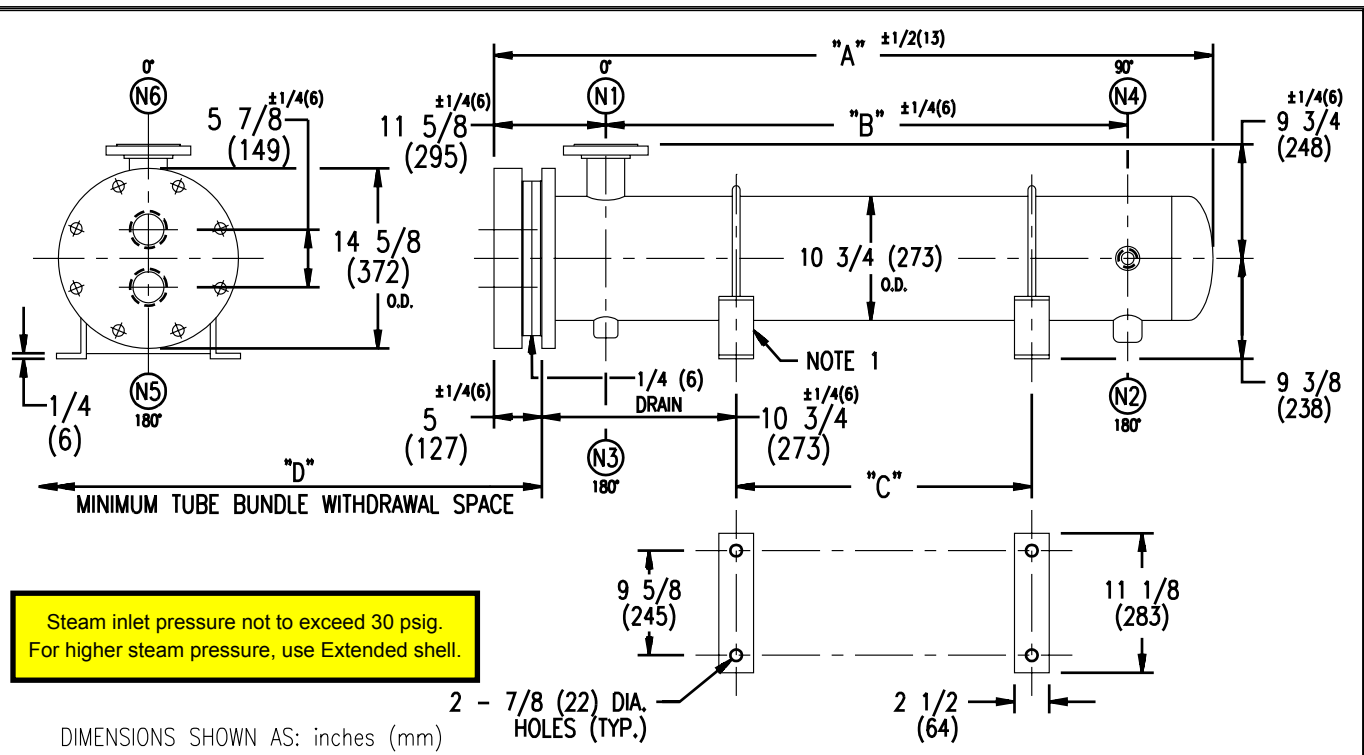 0°
N6
5 7/8 ±1/4(6)
(149)
14 5/8
(372)
O.D.
1/4
(6)
N5
180°
"A" ±1/2(13)
0°
N1
90°
N4
±1/4(6)
11 5/8
(295)
"B" ±1/4(6)
±1/4(6)
9 3/4
(248)
10 3/4 (273)
O.D.
NOTE 1
1/4 (6)
DRAIN
±1/4(6)
5
(127)
±1/4(6)
10 3/4
(273)
N3
180°
N2
180°
9 3/8
(238)
"D"
MINIMUM TUBE BUNDLE WITHDRAWAL SPACE
"C"
9 5/8
(245)
11 1/8
(283)
2 - 7/8 (22) DIA.
HOLES (TYP.)
2 1/2
(64)
Steam inlet pressure not to exceed 30 psig.
For higher steam pressure, use Extended shell.
DIMENSIONS SHOWN AS: inches (mm)